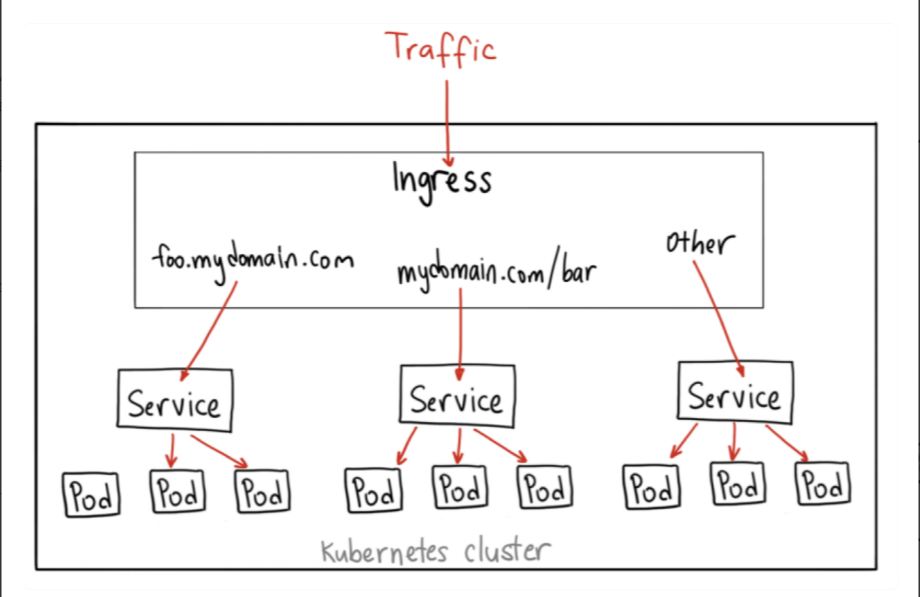 Traffic
Ingress
foo.mydomain.com
mydomain.com/bar
other
Service
Service
Service
Pod
Pod
Pod
Pod
Pod
Pod
Pod
Pod
Pod
Kubernetes cluster